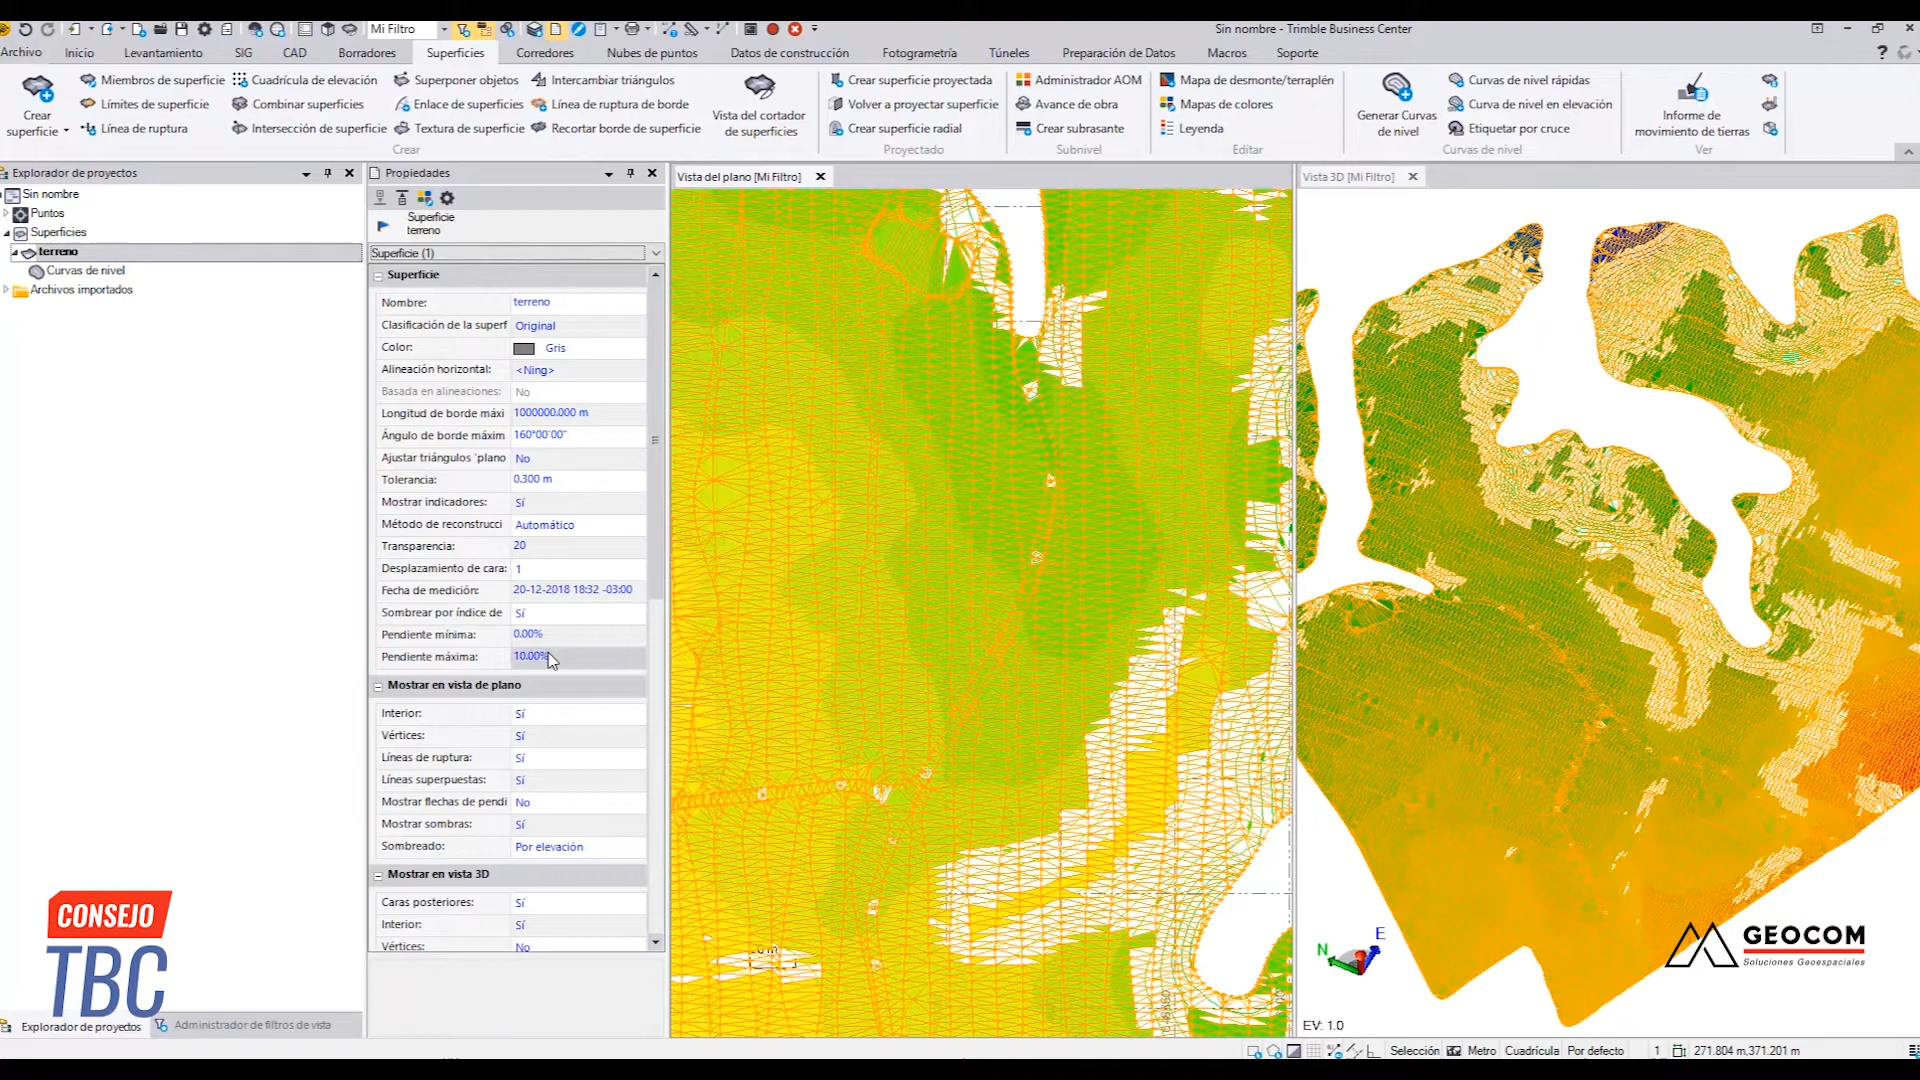 Mi Filtro
Sin nombre - Trimble Business Center
Archivo Inicio Levantamiento SIG CAD Borradores Superficies Corredores Nubes de puntos Datos de construcción Fotogrametría Túneles Preparación de Datos Macros Soporte
Crear superficie
Miembros de superficie
Límites de superficie
Línea de ruptura
Cuadrícula de elevación
Combinar superficies
Intersección de superficie
Superponer objetos
Enlace de superficies
Textura de superficie
Intercambiar triángulos
Línea de ruptura de borde
Recortar borde de superficie
Vista del cortador
de superficies
Crear
Crear superficie proyectada
Volver a proyectar superficie
Crear superficie radial
Proyectado
Administrador AOM
Avance de obra
Crear subrasante
Subnivel
Mapa de desmonte/terraplén
Mapas de colores
Leyenda
Editar
Generar Curvas
de nivel
Curvas de nivel rápidas
Curva de nivel en elevación
Etiquetar por cruce
Curvas de nivel
Informe de
movimiento de tierras
Ver
Explorador de proyectos
Sin nombre
Puntos
Superficies
terreno
Curvas de nivel
Archivos importados
Propiedades
Superficie
terreno
Superficie (1)
Superficie
Nombre: terreno
Clasificación de la superf Original
Color: Gris
Alineación horizontal: <Ning>
Basada en alineaciones: No
Longitud de borde máxi 1000000.000 m
Ángulo de borde máxim 160°00'00"
Ajustar triángulos 'plano No
Tolerancia: 0.300 m
Mostrar indicadores: Sí
Método de reconstrucci Automático
Transparencia: 20
Desplazamiento de cara: 1
Fecha de medición: 20-12-2018 18:32 -03:00
Sombrear por índice de Sí
Pendiente mínima: 0.00%
Pendiente máxima: 10.00%
Mostrar en vista de plano
Interior: Sí
Vértices: Sí
Líneas de ruptura: Sí
Líneas superpuestas: Sí
Mostrar flechas de pendi No
Mostrar sombras: Sí
Sombreado: Por elevación
Mostrar en vista 3D
Caras posteriores: Sí
Interior: Sí
Vértices: No
Vista del plano [Mi Filtro]
Vista 3D [Mi Filtro]
N E
EV: 1.0
CONSEJO
TBC
GEOCOM
Soluciones Geoespaciales
Explorador de proyectos Administrador de filtros de vista
Selección Metro Cuadrícula Por defecto 1 271.804 m,371.201 m